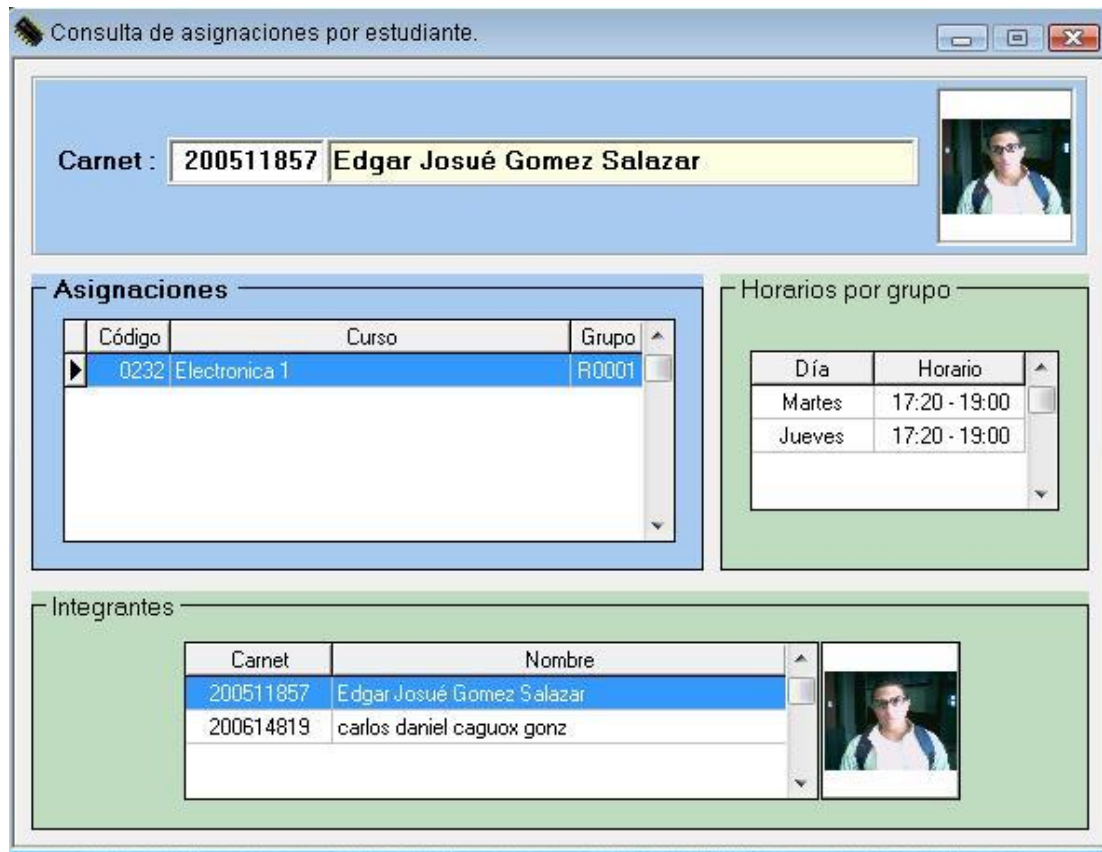 Consulta de asignaciones por estudiante.
Carnet : 200511857 Edgar Josué Gomez Salazar
Asignaciones
Código Curso Grupo
0232 Electronica 1 R0001
Horarios por grupo
Día Horario
Martes 17:20 - 19:00
Jueves 17:20 - 19:00
Integrantes
Carnet Nombre
200511857 Edgar Josué Gomez Salazar
200614819 carlos daniel caguox gonz